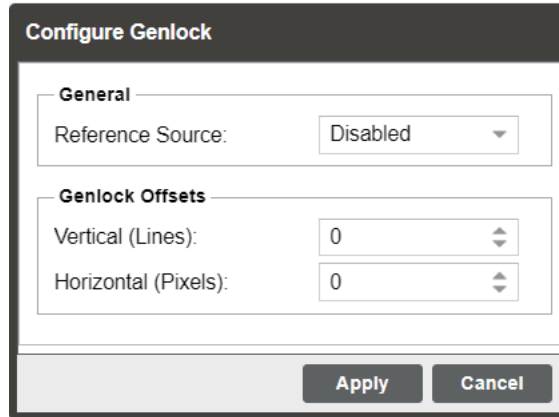 Configure Genlock
General
Reference Source: Disabled
Genlock Offsets
Vertical (Lines): 0
Horizontal (Pixels): 0
Apply Cancel